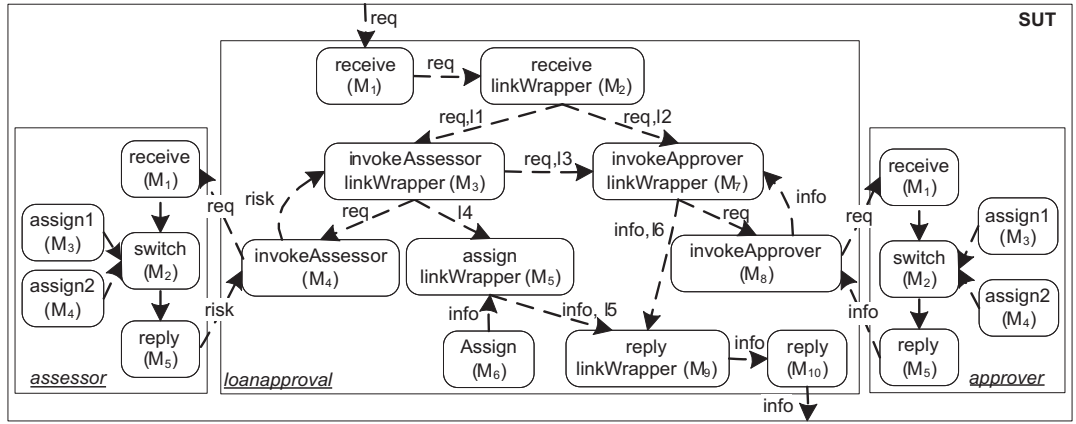 req
SUT
receive
(M1)
req
receive
linkWrapper (M2)
req,l1
req,l2
receive
(M1)
invokeAssessor
linkWrapper (M3)
req,l3
invokeApprover
linkWrapper (M7)
receive
(M1)
req
risk
req
l4
req
info
req
assign1
(M3)
switch
(M2)
assign2
(M4)
invokeAssessor
(M4)
assign
linkWrapper (M5)
info, l6
invokeApprover
(M8)
switch
(M2)
assign1
(M3)
assign2
(M4)
risk
info
info, l5
info
reply
(M5)
Assign
(M6)
reply
linkWrapper (M9)
info
reply
(M10)
reply
(M5)
assessor
loanapproval
approver
info